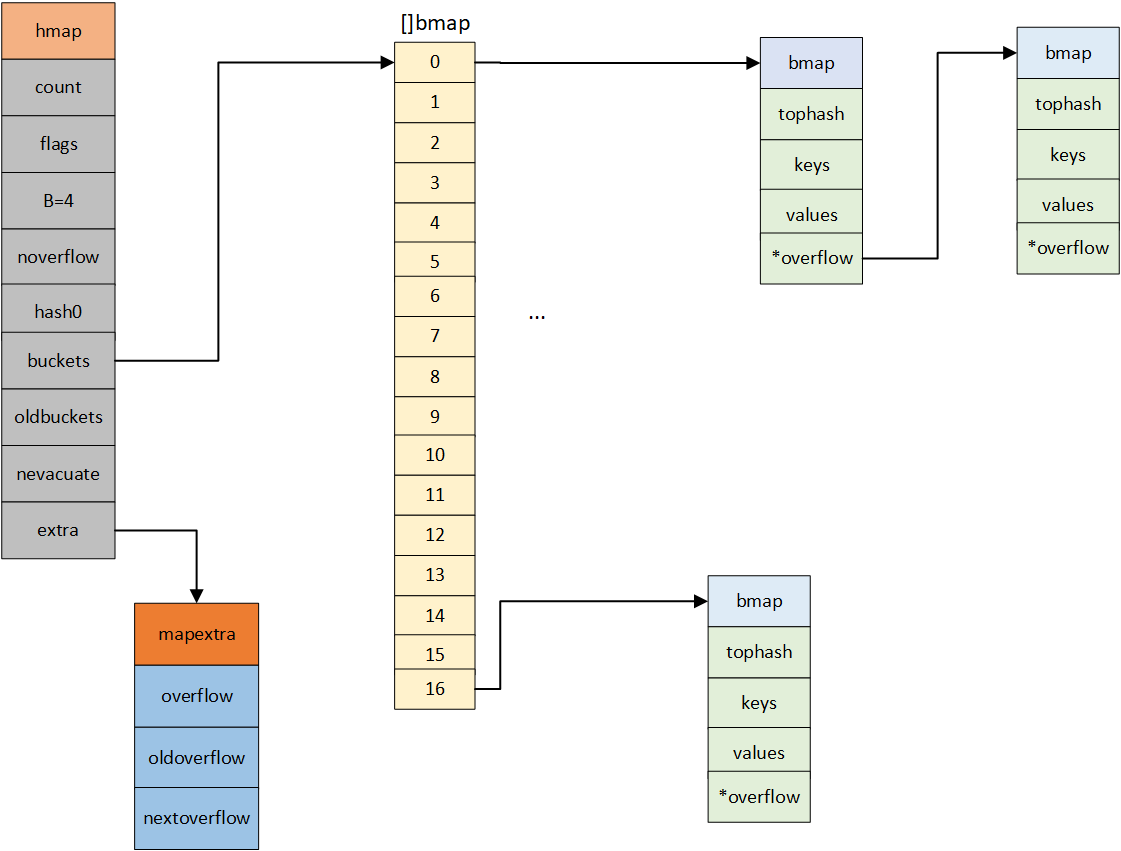 hmap
count
flags
B=4
noverflow
hash0
buckets
oldbuckets
nevacuate
extra
mapextra
overflow
oldoverflow
nextoverflow
[]bmap
0
1
2
3
4
5
6
7
8
9
10
11
12
13
14
15
16
...
bmap
tophash
keys
values
*overflow
bmap
tophash
keys
values
*overflow
bmap
tophash
keys
values
*overflow